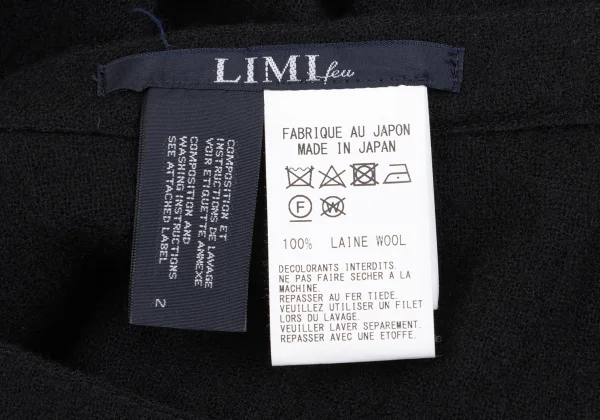 LIMI feu
COMPOSITION ET
INSTRUCTIONS DE LAVAGE
VOIR ETIQUETTE ANNEXE
COMPOSITION AND
WASHING INSTRUCTIONS
SEE ATTACHED LABEL
2
FABRIQUE AU JAPON
MADE IN JAPAN
F W
100% LAINE WOOL
DECOLORANTS INTERDITS.
NE PAS FAIRE SECHER A LA
MACHINE.
REPASSER AU FER TIEDE.
VEUILLEZ UTILISER UN FILET
LORS DU LAVAGE.
VEUILLER LAVER SEPAREMENT.
REPASSER AVEC UNE ETOFFE.